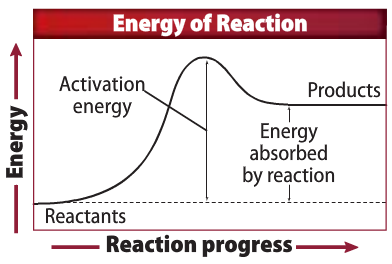 Energy of Reaction
Activation
energy
Products
Energy
absorbed
by reaction
Energy
Reactants
Reaction progress